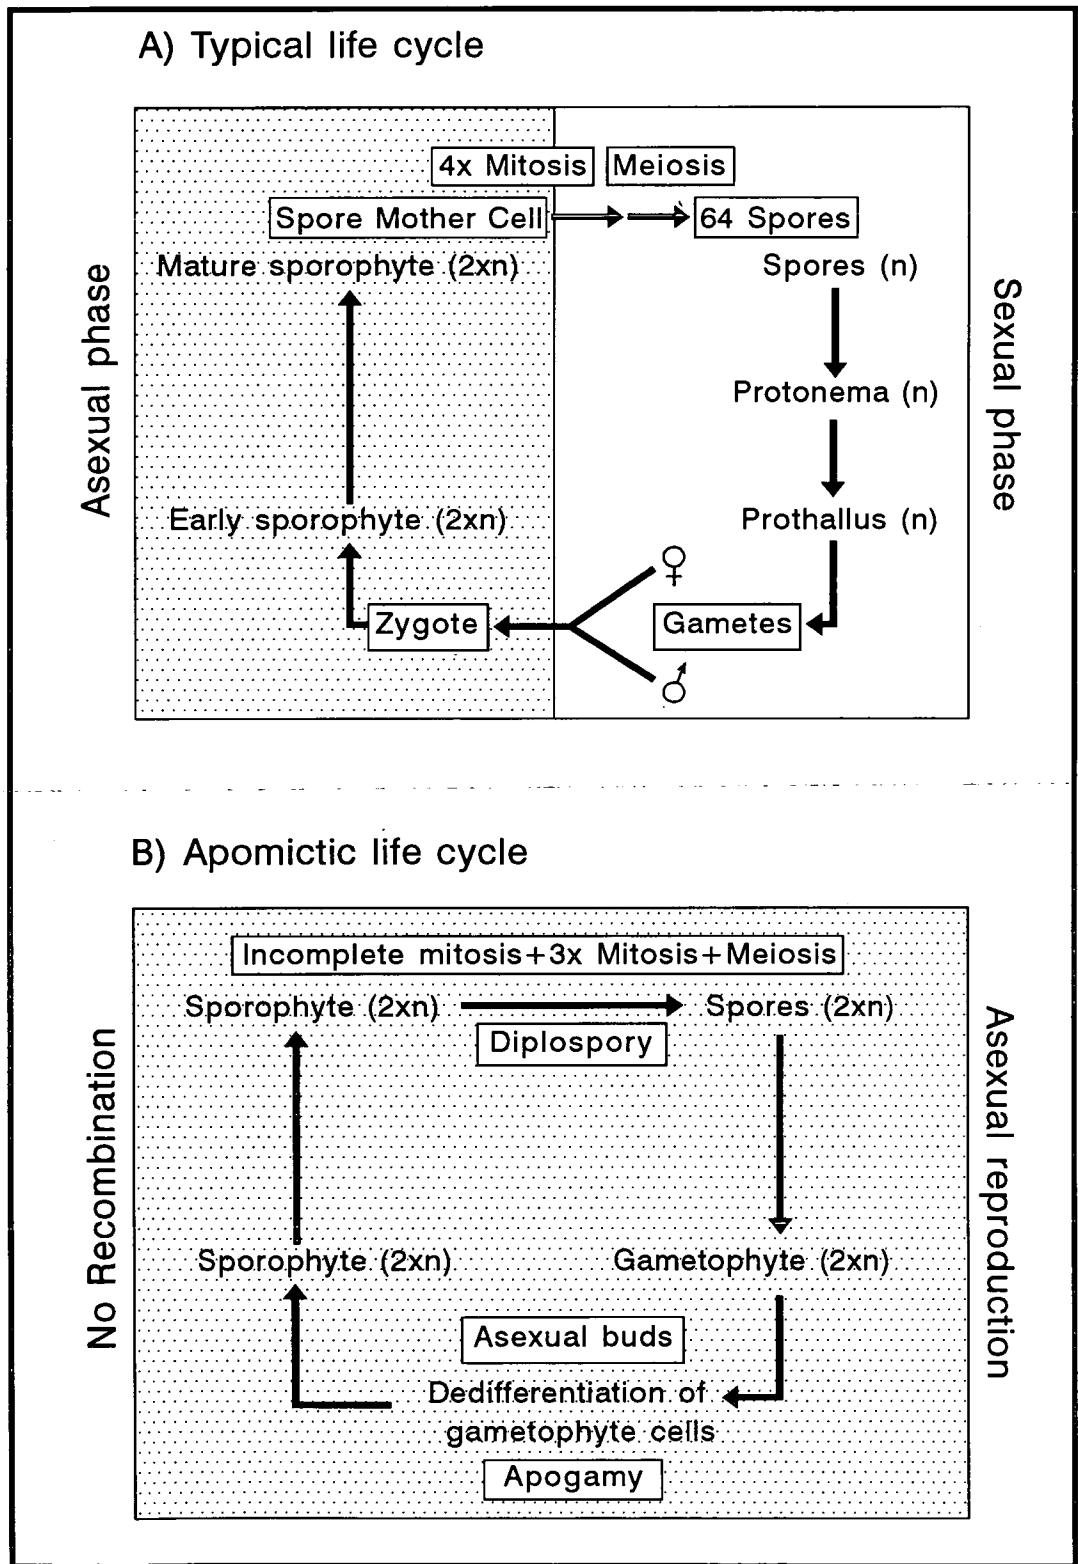 A) Typical life cycle
4x Mitosis
Meiosis
Spore Mother Cell
64 Spores
Mature sporophyte (2xn)
Spores (n)
Asexual phase
Sexual phase
Protonema (n)
Early sporophyte (2xn)
Prothallus (n)
♀
Zygote
Gametes
♂
B) Apomictic life cycle
Incomplete mitosis+3x Mitosis+Meiosis
Sporophyte (2xn)
Spores (2xn)
Diplospory
No Recombination
Asexual reproduction
Sporophyte (2xn)
Gametophyte (2xn)
Asexual buds
Dedifferentiation of
gametophyte cells
Apogamy